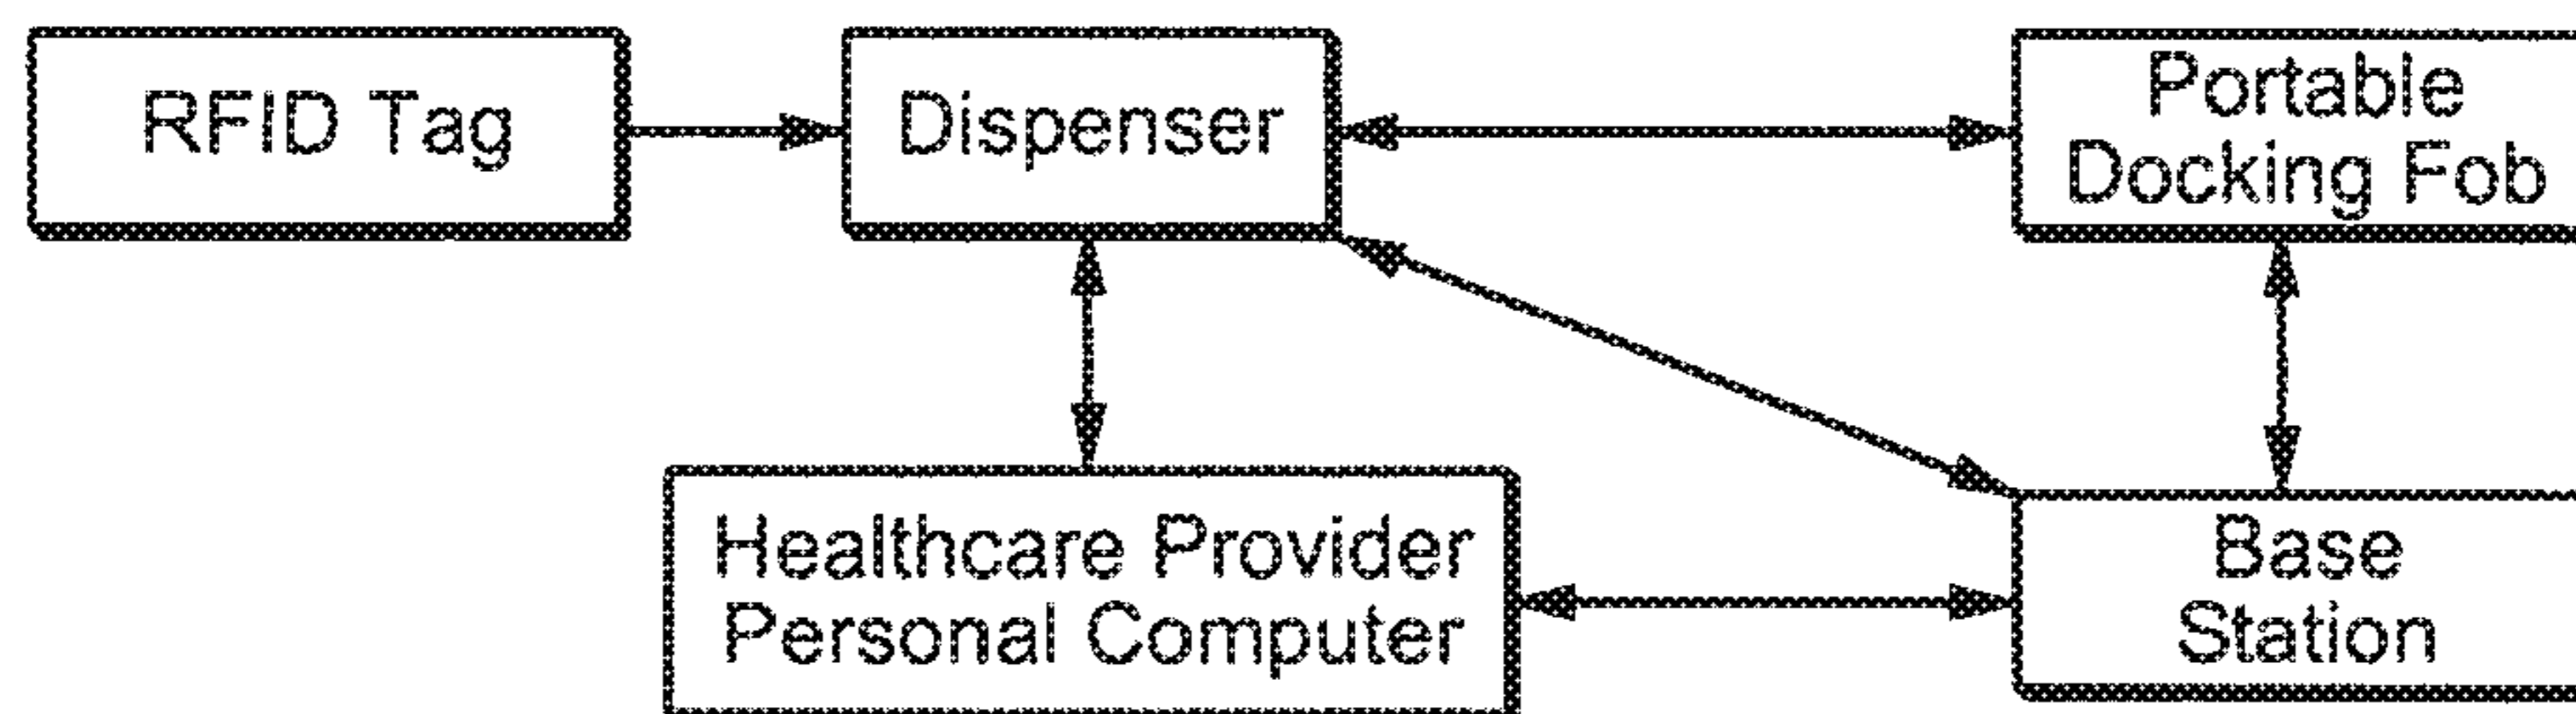 RFID Tag
Dispenser
Portable
Docking Fob
Healthcare Provider
Personal Computer
Base
Station